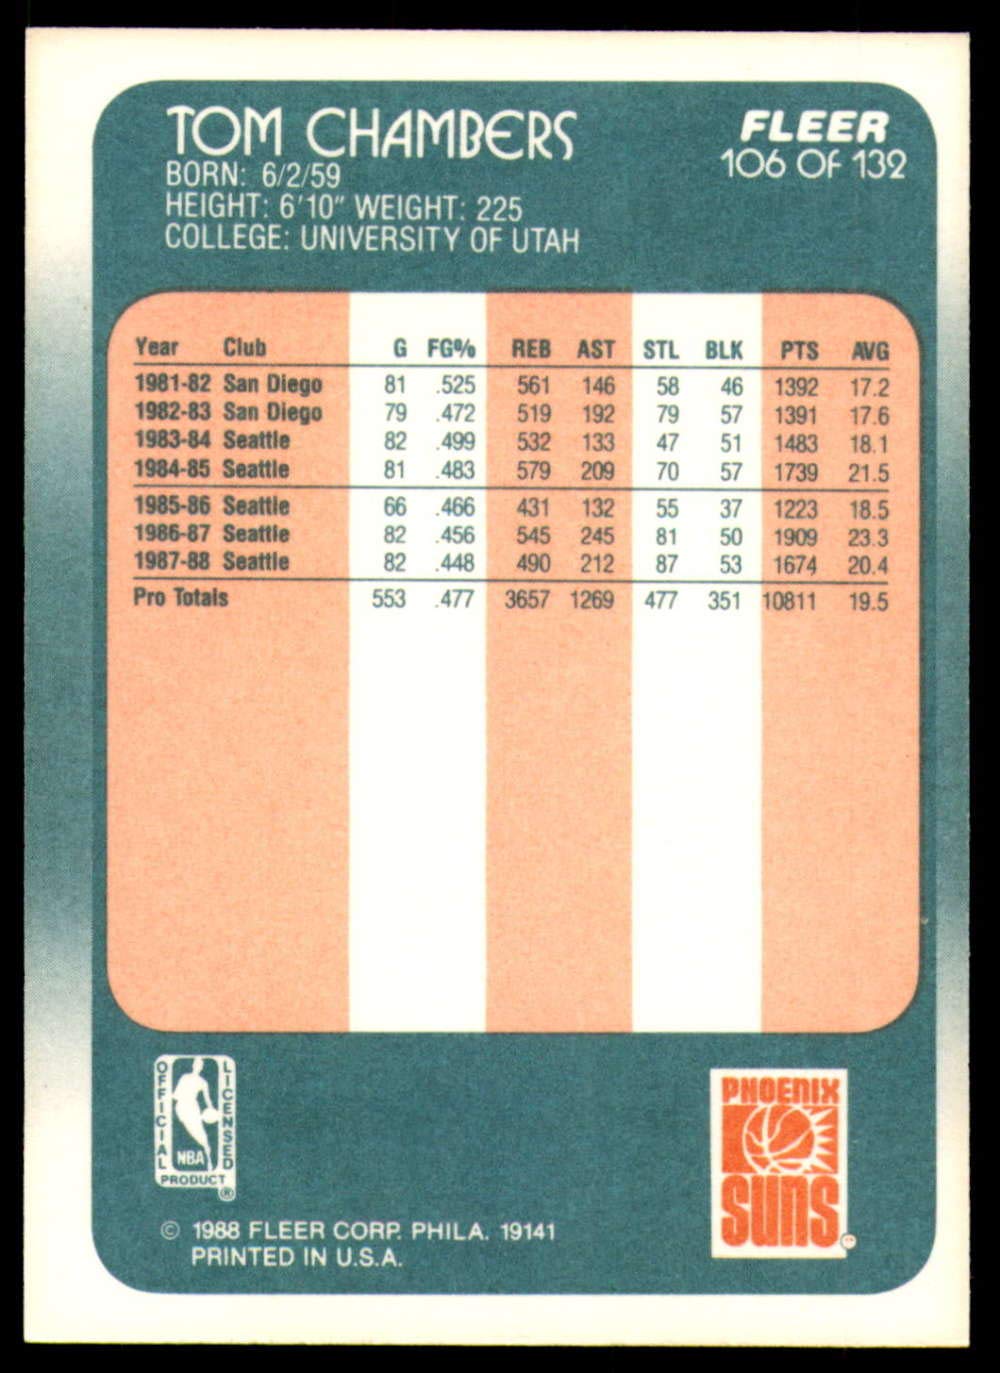 TOM CHAMBERS
FLEER
106 OF 132
BORN: 6/2/59
HEIGHT: 6'10" WEIGHT: 225
COLLEGE: UNIVERSITY OF UTAH
Year Club G FG% REB AST STL BLK PTS AVG
1981-82 San Diego 81 .525 561 146 58 46 1392 17.2
1982-83 San Diego 79 .472 519 192 79 57 1391 17.6
1983-84 Seattle 82 .499 532 133 47 51 1483 18.1
1984-85 Seattle 81 .483 579 209 70 57 1739 21.5
1985-86 Seattle 66 .466 431 132 55 37 1223 18.5
1986-87 Seattle 82 .456 545 245 81 50 1909 23.3
1987-88 Seattle 82 .448 490 212 87 53 1674 20.4
Pro Totals 553 .477 3657 1269 477 351 10811 19.5
OFFICIAL
LICENSED
NBA
PRODUCT
®
PHOENIX
SUNS
© 1988 FLEER CORP. PHILA. 19141
PRINTED IN U.S.A.